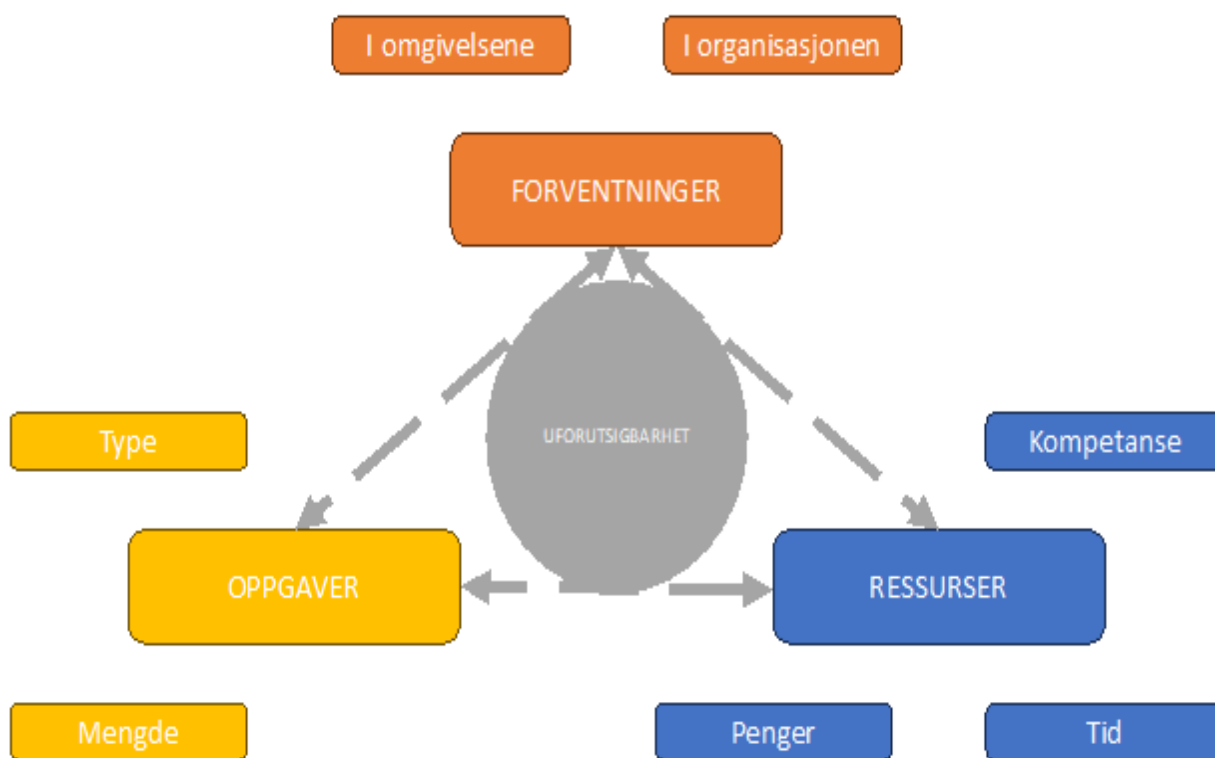 I omgivelsene
I organisasjonen
FORVENTNINGER
UFORUTSIGBARHET
Type
Kompetanse
OPPGAVER
RESSURSER
Mengde
Penger
Tid